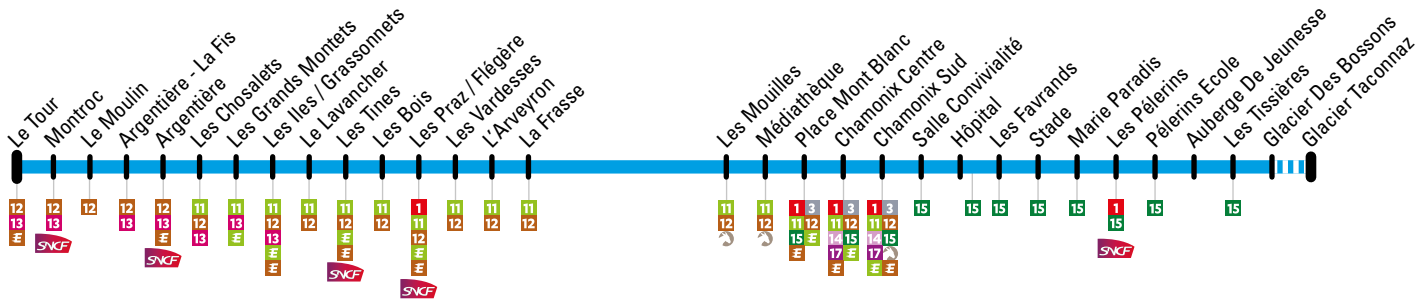 Le Tour
Montroc
Le Moulin
Argentière - La Fis
Argentière
Les Chosalets
Les Grands Montets
Les Iles / Grassonnets
Le Lavancher
Les Tines
Les Bois
Les Praz / Flégère
Les Vardesses
L'Arveyron
La Frasse
Les Mouilles
Médiathèque
Place Mont Blanc
Chamonix Centre
Chamonix Sud
Salle Convivialité
Hôpital
Les Favrands
Stade
Marie Paradis
Les Pélerins
Pélerins Ecole
Auberge De Jeunesse
Les Tissières
Glacier Des Bossons
Glacier Taconnaz
12 12 12 12 12 11 11 11 11 11 11 1 11 11 11 11 11 1 3 1 3 1 3 15 15 15 15 15 1 15 15
13 13 13 13 12 13 12 12 12 12 11 12 12 12 12 12 11 12 11 12 11 12 15
13 13 12 15 14 15 14 15
17 17
SNCF
SNCF
SNCF
SNCF
SNCF